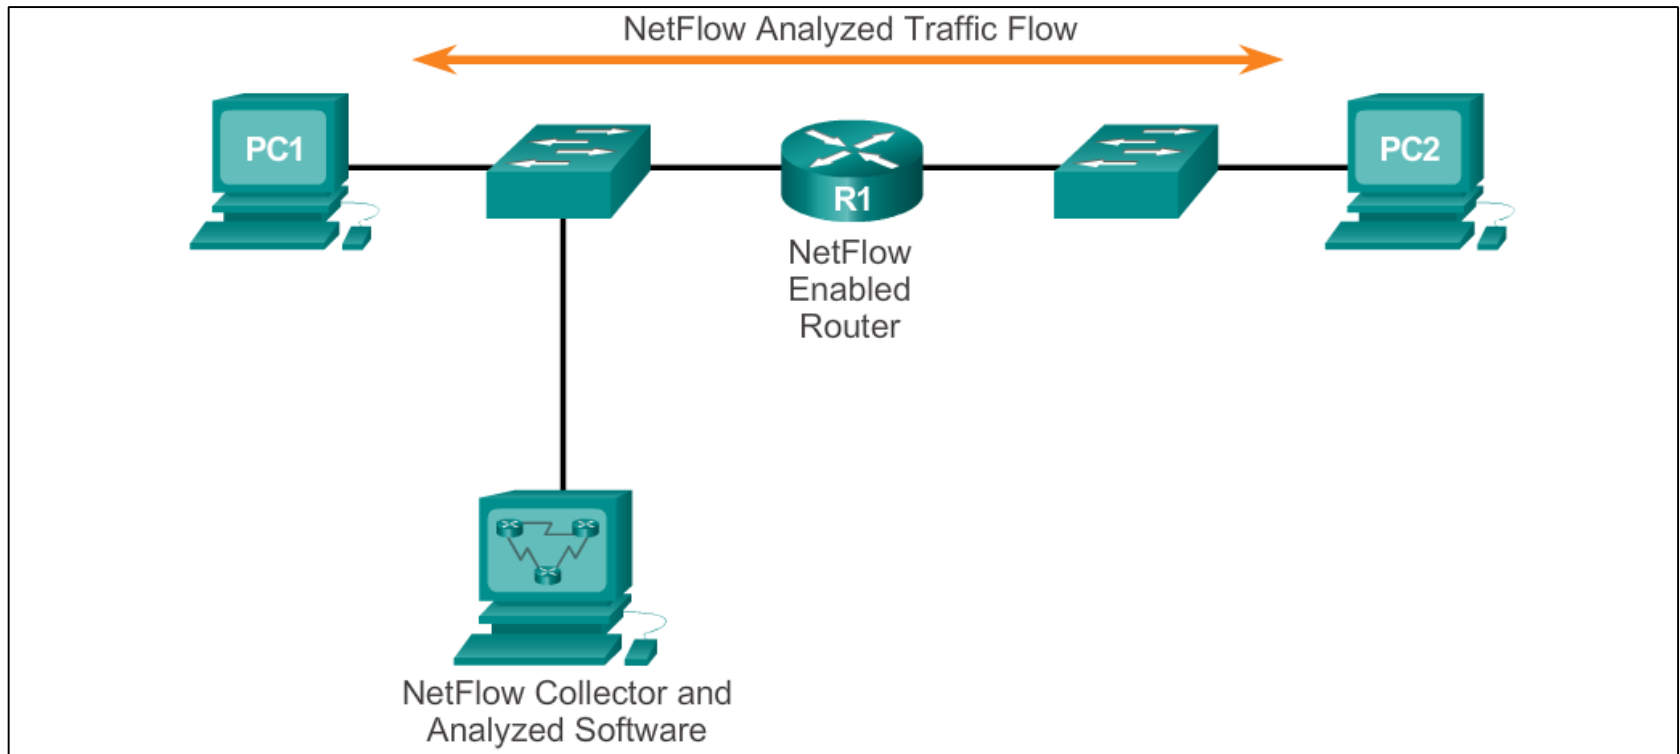 NetFlow Analyzed Traffic Flow
PC1
PC2
R1
NetFlow
Enabled
Router
NetFlow Collector and
Analyzed Software